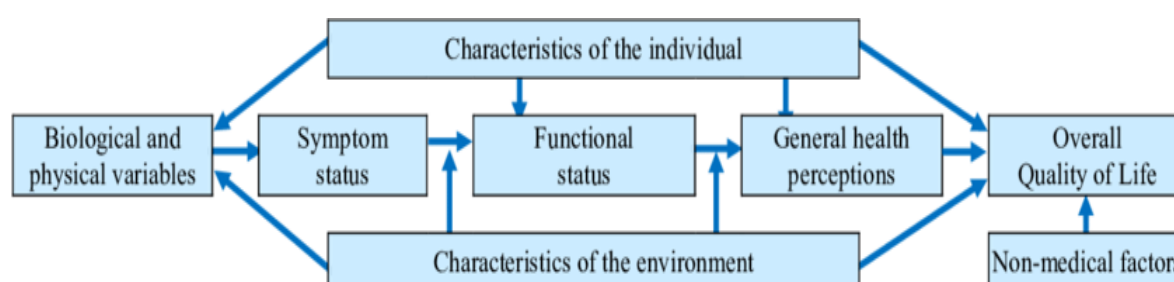 Characteristics of the individual
Biological and
physical variables
Symptom
status
Functional
status
General health
perceptions
Overall
Quality of Life
Characteristics of the environment
Non-medical factors